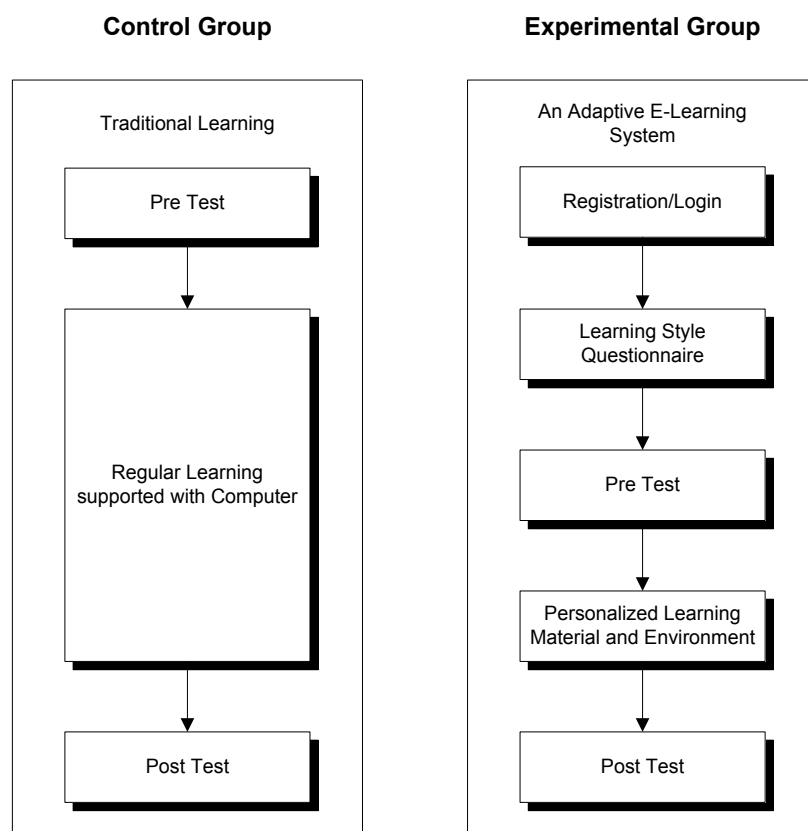 Control Group
Traditional Learning
Pre Test
Regular Learning
supported with Computer
Post Test
Experimental Group
An Adaptive E-Learning
System
Registration/Login
Learning Style
Questionnaire
Pre Test
Personalized Learning
Material and Environment
Post Test